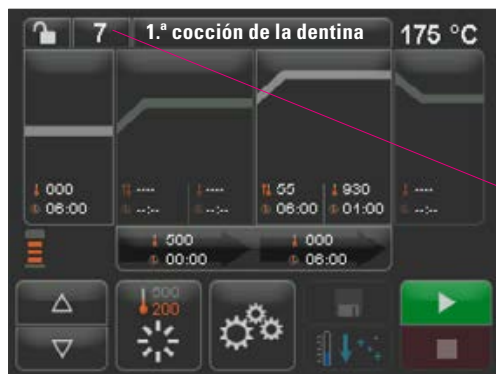 7 1.ª cocción de la dentina 175 °C
000 ---- ---- 55 930 ----
06:00 --:-- --:-- 06:00 01:00 --:--
500 000
00:00 06:00
500
200